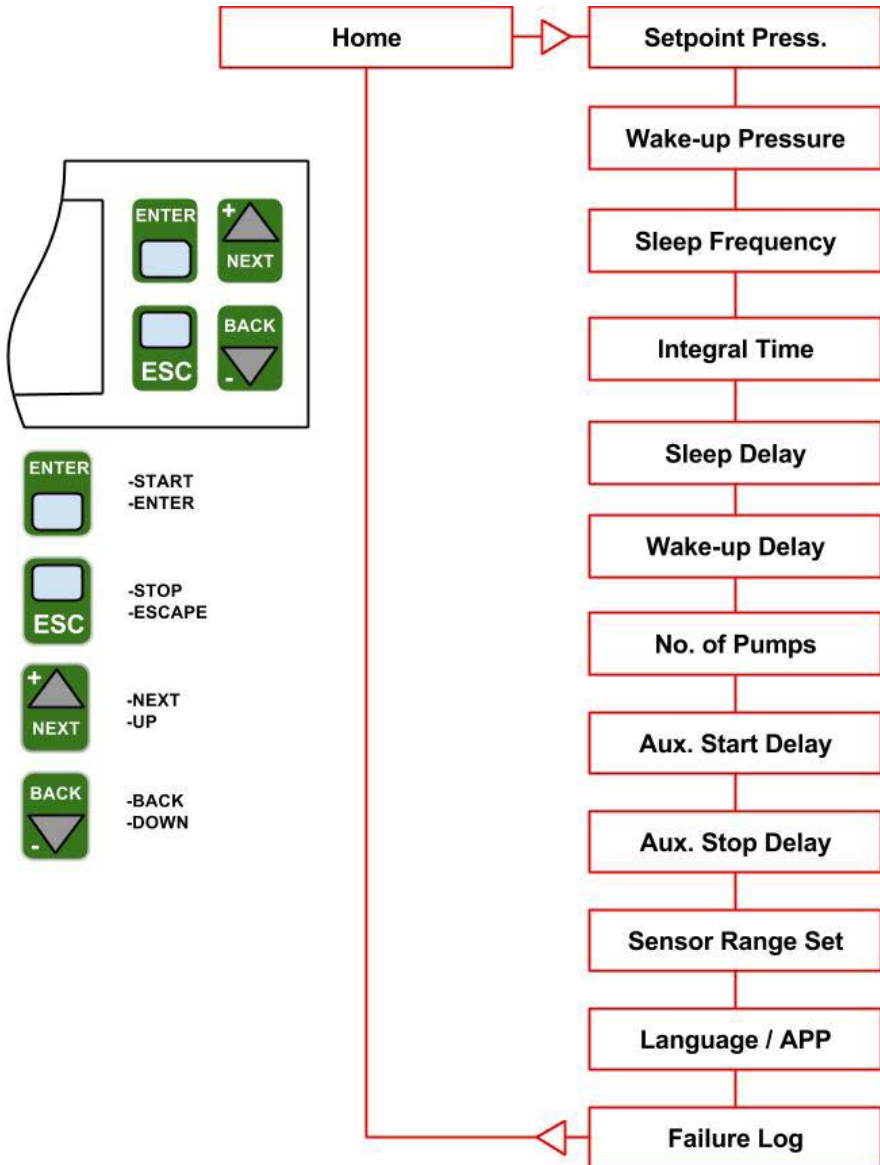 Home
Setpoint Press.
Wake-up Pressure
Sleep Frequency
Integral Time
Sleep Delay
Wake-up Delay
No. of Pumps
Aux. Start Delay
Aux. Stop Delay
Sensor Range Set
Language / APP
Failure Log
ENTER
+
NEXT
ESC
BACK
-
ENTER
-START
-ENTER
ESC
-STOP
-ESCAPE
+
NEXT
-NEXT
-UP
BACK
-
-BACK
-DOWN